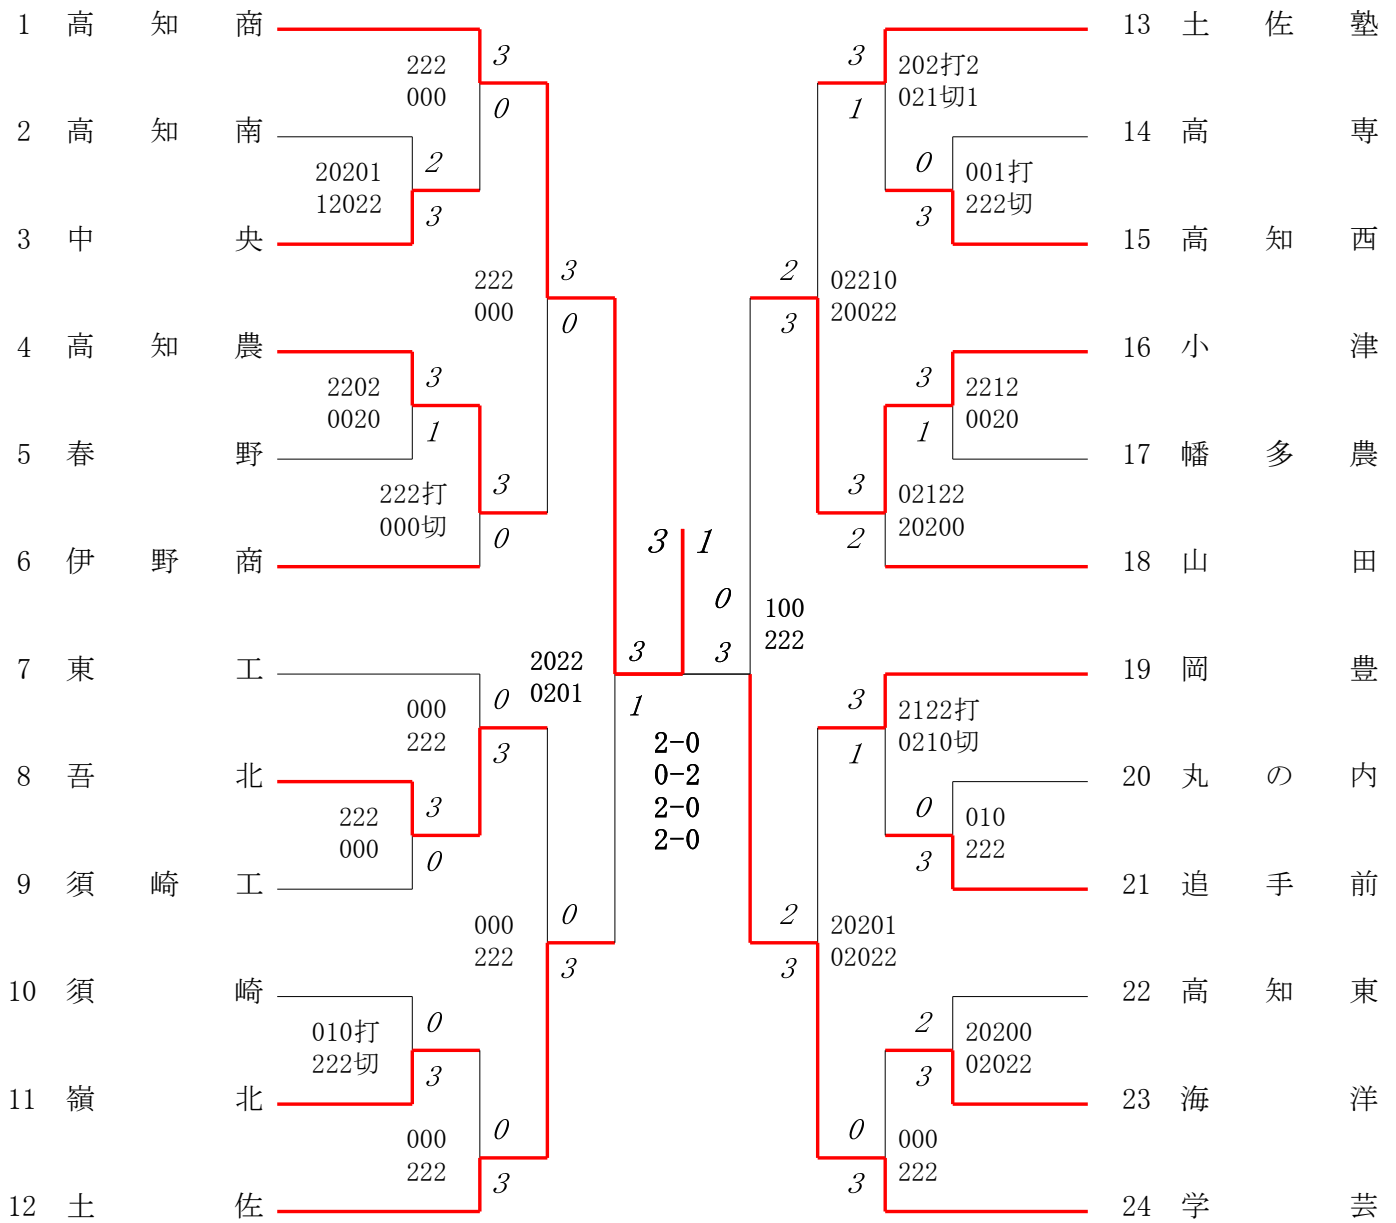 1 高 知 商
3
222
000
0
2 高 知 南
2
20201
12022
3
3 中 央
3
222
000
0
4 高 知 農
3
2202
0020
1
5 春 野
3
222打
000切
0
6 伊 野 商
3 1
3
2022
0201
1
2-0
0-2
2-0
2-0
7 東 工
0
000
222
3
8 吾 北
3
222
000
0
9 須 崎 工
0
000
222
3
10 須 崎
0
010打
222切
3
11 嶺 北
0
000
222
3
12 土 佐
13 土 佐 塾
3
202打2
021切1
1
14 高 専
0
001打
222切
3
15 高 知 西
2
02210
20022
3
16 小 津
3
2212
0020
1
17 幡 多 農
3
02122
20200
2
18 山 田
0
100
222
3
19 岡 豊
3
2122打
0210切
1
20 丸 の 内
0
010
222
3
21 追 手 前
2
20201
02022
3
22 高 知 東
2
20200
02022
3
23 海 洋
0
000
222
3
24 学 芸